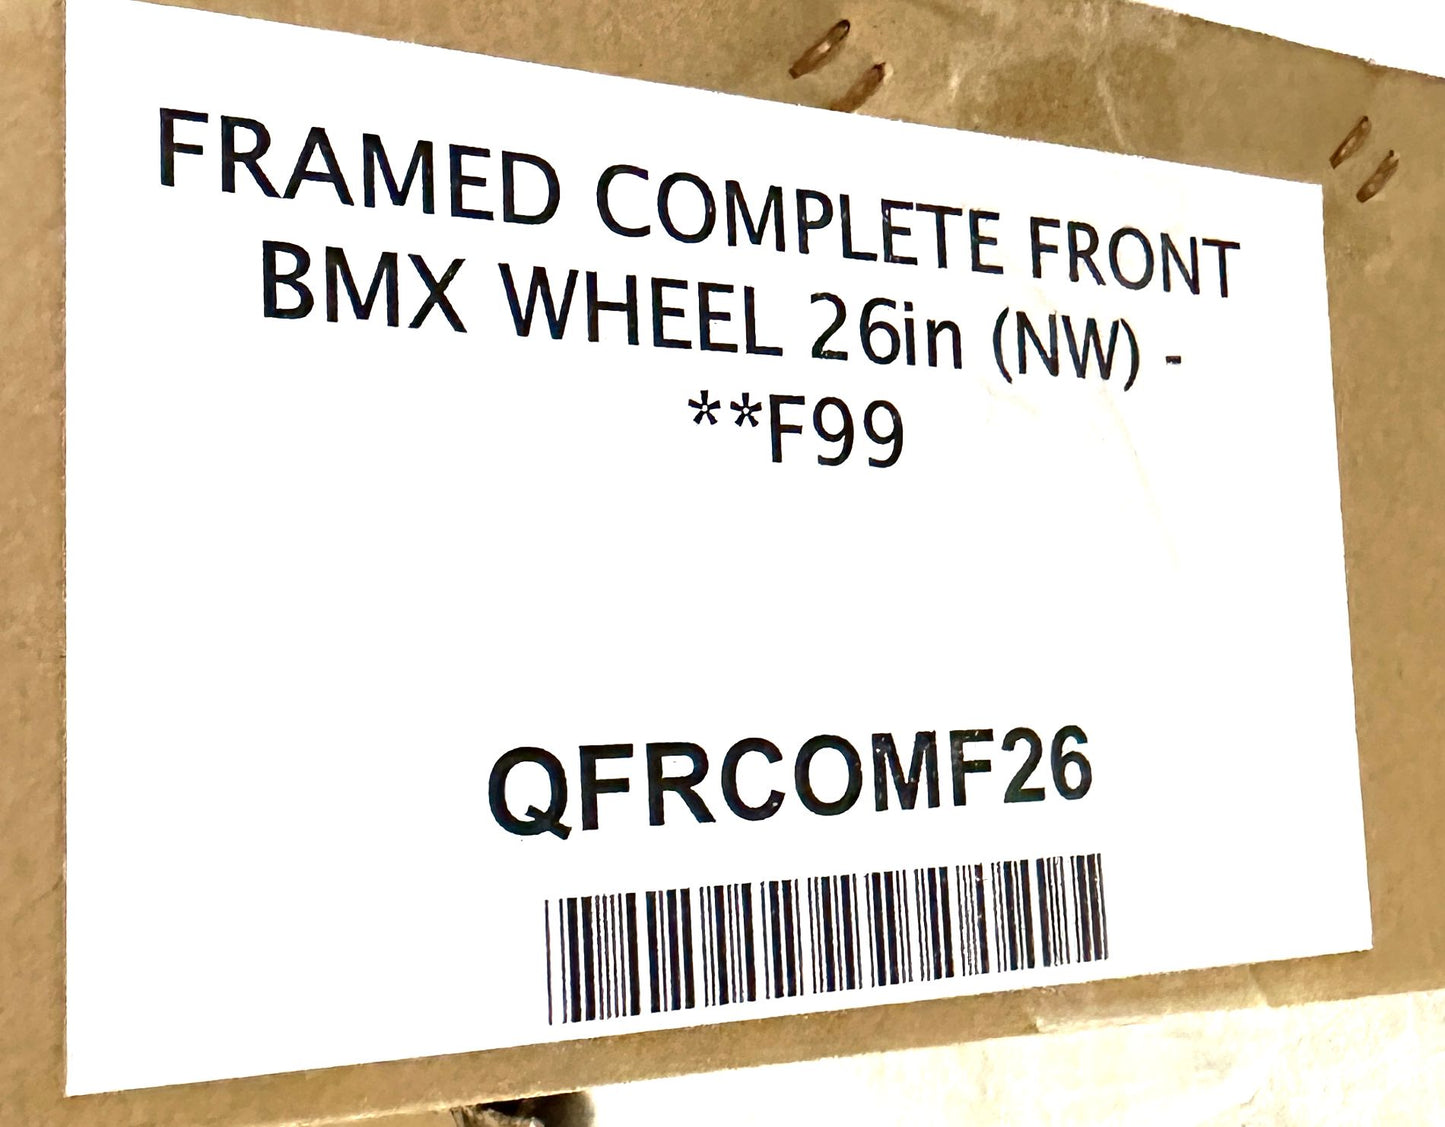 FRAMED COMPLETE FRONT
BMX WHEEL 26in (NW) -
**F99
QFRCOMF26